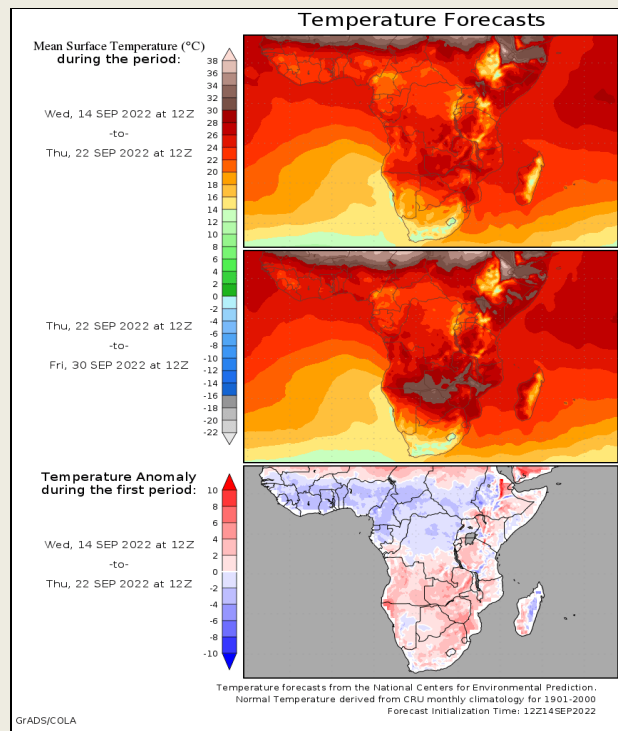 Temperature Forecasts
Mean Surface Temperature (°C)
during the period:
38
36
34
32
30
28
26
24
22
20
18
16
14
12
10
8
6
4
2
0
-2
-4
-6
-8
-10
-12
-14
-16
-18
-20
-22
Wed, 14 SEP 2022 at 12Z
-to-
Thu, 22 SEP 2022 at 12Z
Thu, 22 SEP 2022 at 12Z
-to-
Fri, 30 SEP 2022 at 12Z
Temperature Anomaly
during the first period:
10
8
6
4
2
0
-2
-4
-6
-8
-10
Wed, 14 SEP 2022 at 12Z
-to-
Thu, 22 SEP 2022 at 12Z
Temperature forecasts from the National Centers for Environmental Prediction.
Normal Temperature derived from CRU monthly climatology for 1901-2000
Forecast Initialization Time: 12Z14SEP2022
GrADS/COLA